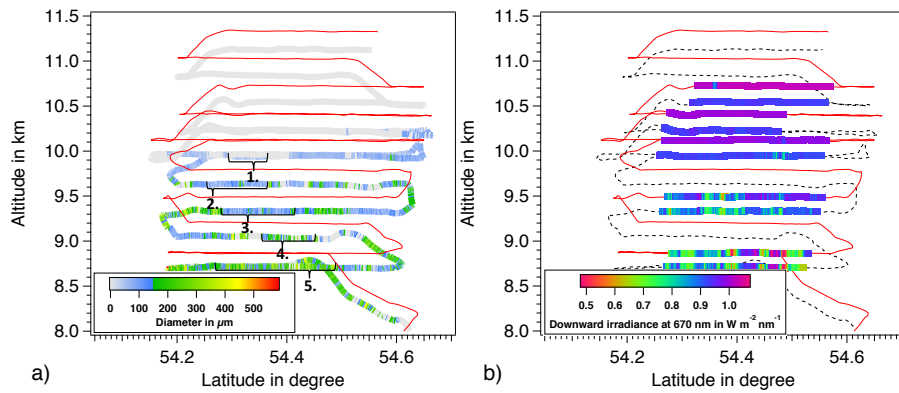 11.5
11.0
10.5
10.0
9.5
9.0
8.5
8.0
Altitude in km
1.
2.
3.
4.
5.
0 200 400
Diameter in µm
54.2 54.4 54.6
Latitude in degree
a)
11.5
11.0
10.5
10.0
9.5
9.0
8.5
8.0
Altitude in km
0.5 0.6 0.7 0.8 0.9 1.0
Downward irradiance at 670 nm in W m⁻² nm⁻¹
54.2 54.4 54.6
Latitude in degree
b)